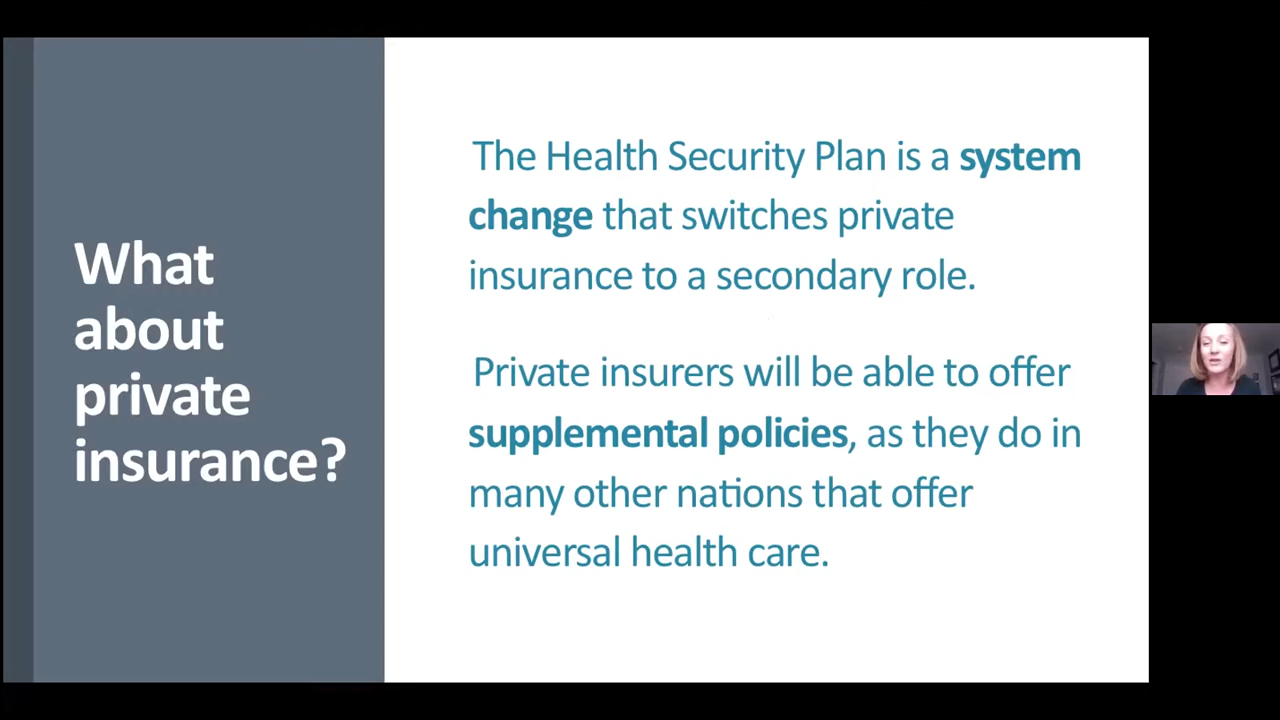 What
about
private
insurance?
The Health Security Plan is a system
change that switches private
insurance to a secondary role.
Private insurers will be able to offer
supplemental policies, as they do in
many other nations that offer
universal health care.